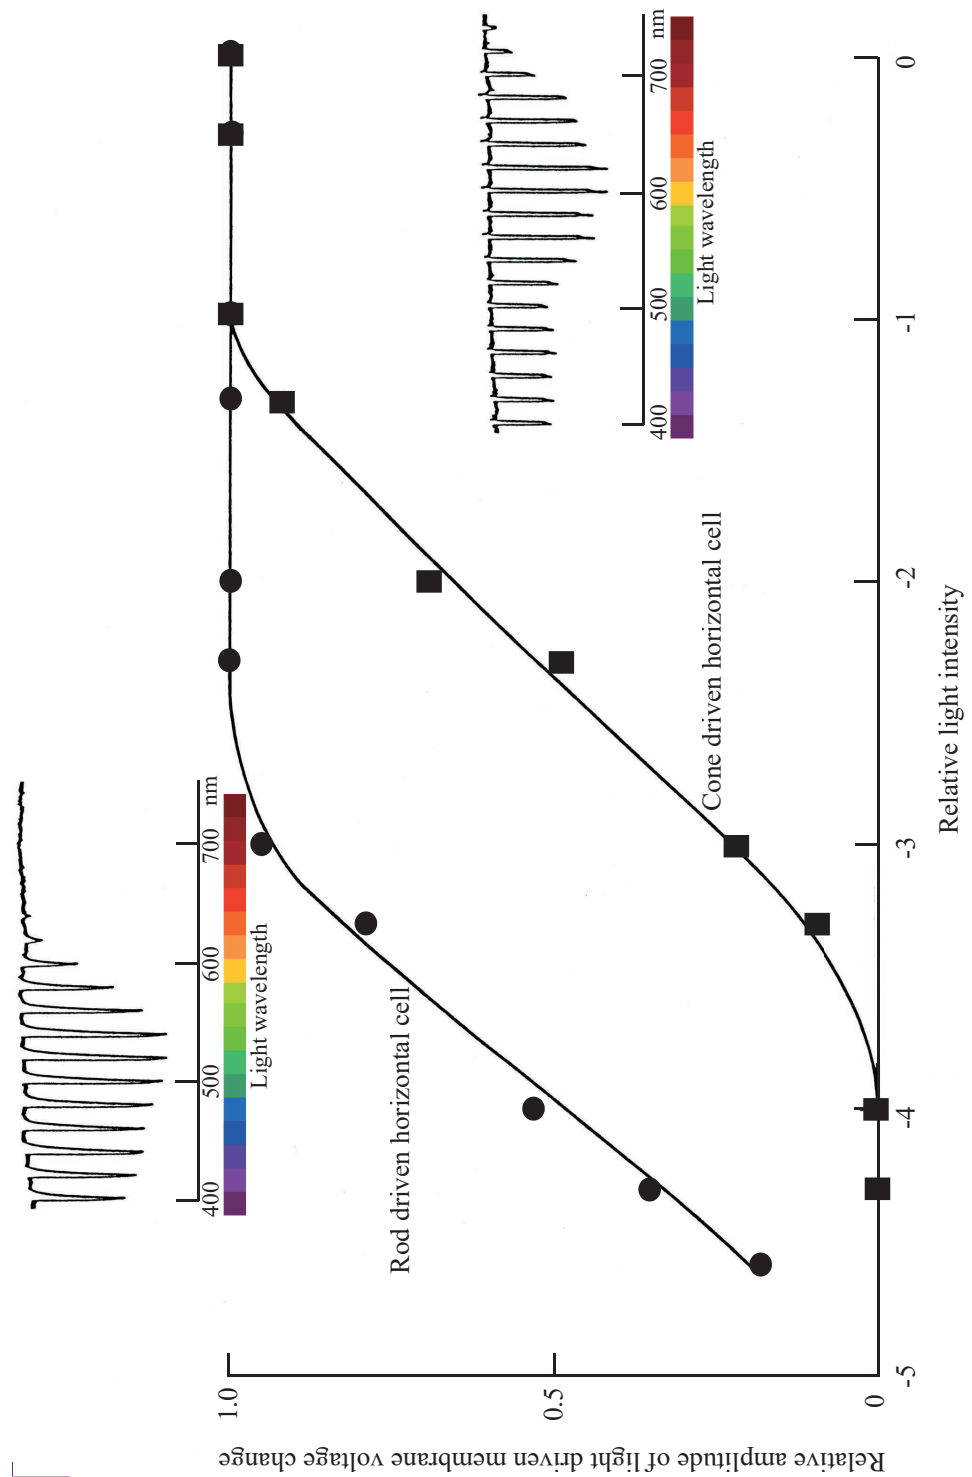 Relative amplitude of light driven membrane voltage change
1.0
0.5
0
-5
-4
-3
-2
-1
0
Relative light intensity
Rod driven horizontal cell
Cone driven horizontal cell
400 500 600 700 nm
Light wavelength
400 500 600 700 nm
Light wavelength